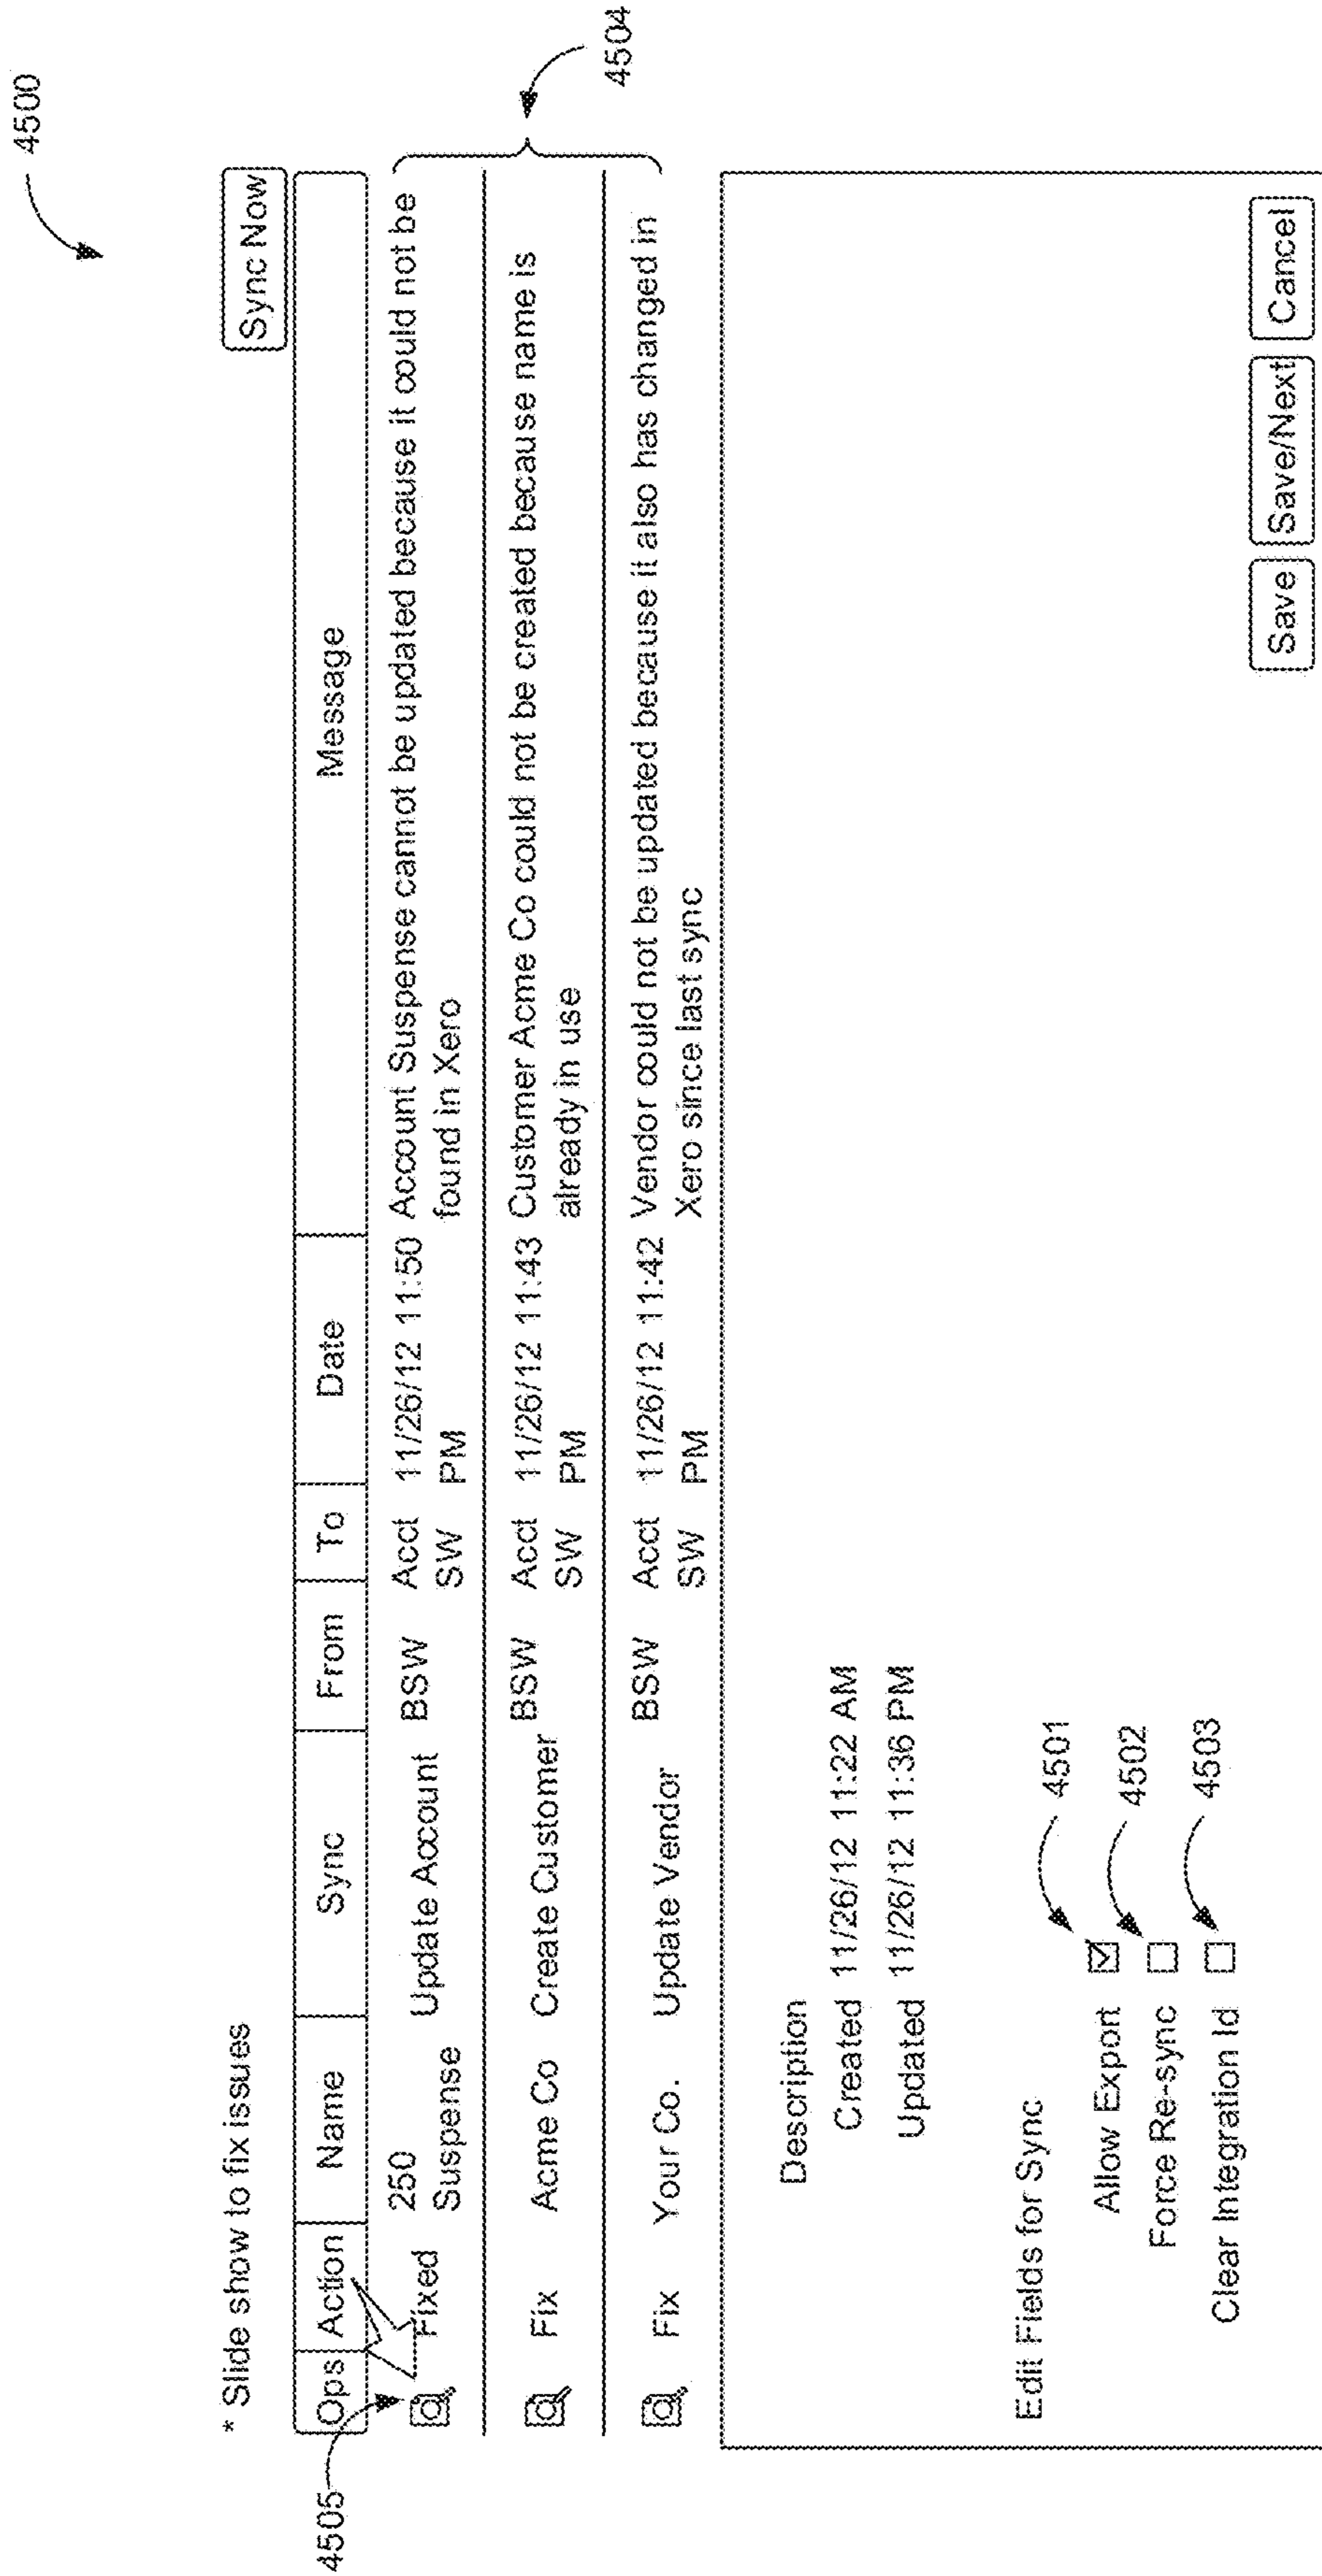 4500
* Slide show to fix issues
Sync Now
Ops Action Name Sync From To Date Message
4505
Fixed 250 Update Account BSW Acct 11/26/12 11:50 Account Suspense cannot be updated because it could not be
Suspense SW PM found in Xero
Fix Acme Co Create Customer BSW Acct 11/26/12 11:43 Customer Acme Co could not be created because name is
SW PM already in use
Fix Your Co. Update Vendor BSW Acct 11/26/12 11:42 Vendor could not be updated because it also has changed in
SW PM Xero since last sync
4504
Description
Created 11/26/12 11:22 AM
Updated 11/26/12 11:36 PM
Edit Fields for Sync
4501
Allow Export
4502
Force Re-sync
4503
Clear Integration Id
Save Save/Next Cancel